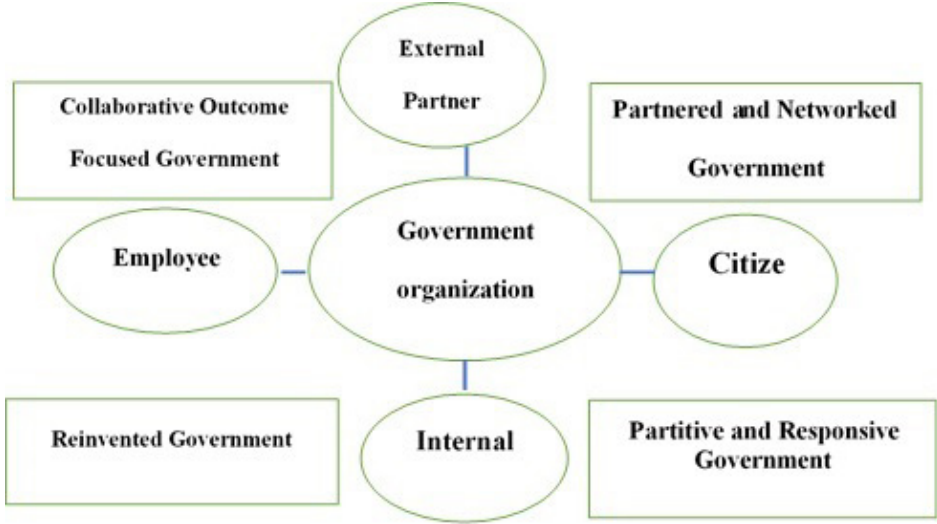 External
Partner
Collaborative Outcome
Focused Government
Partnered and Networked
Government
Employee
Government
organization
Citize
Reinvented Government
Internal
Partitive and Responsive
Government